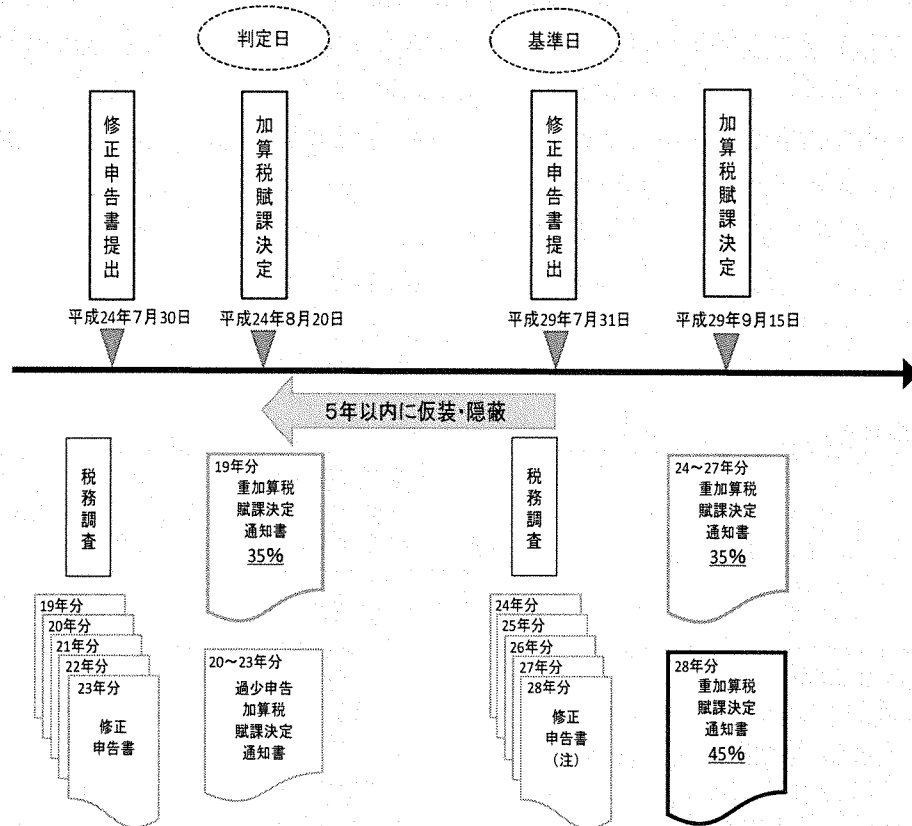 判定日
基準日
修正申告書提出
加算税賦課決定
修正申告書提出
加算税賦課決定
平成24年7月30日
平成24年8月20日
平成29年7月31日
平成29年9月15日
5年以内に仮装・隠蔽
税務調査
19年分
重加算税
賦課決定
通知書
35%
税務調査
24～27年分
重加算税
賦課決定
通知書
35%
19年分
20年分
21年分
22年分
23年分
修正
申告書
20～23年分
過少申告
加算税
賦課決定
通知書
24年分
25年分
26年分
27年分
28年分
修正
申告書
（注）
28年分
重加算税
賦課決定
通知書
45%